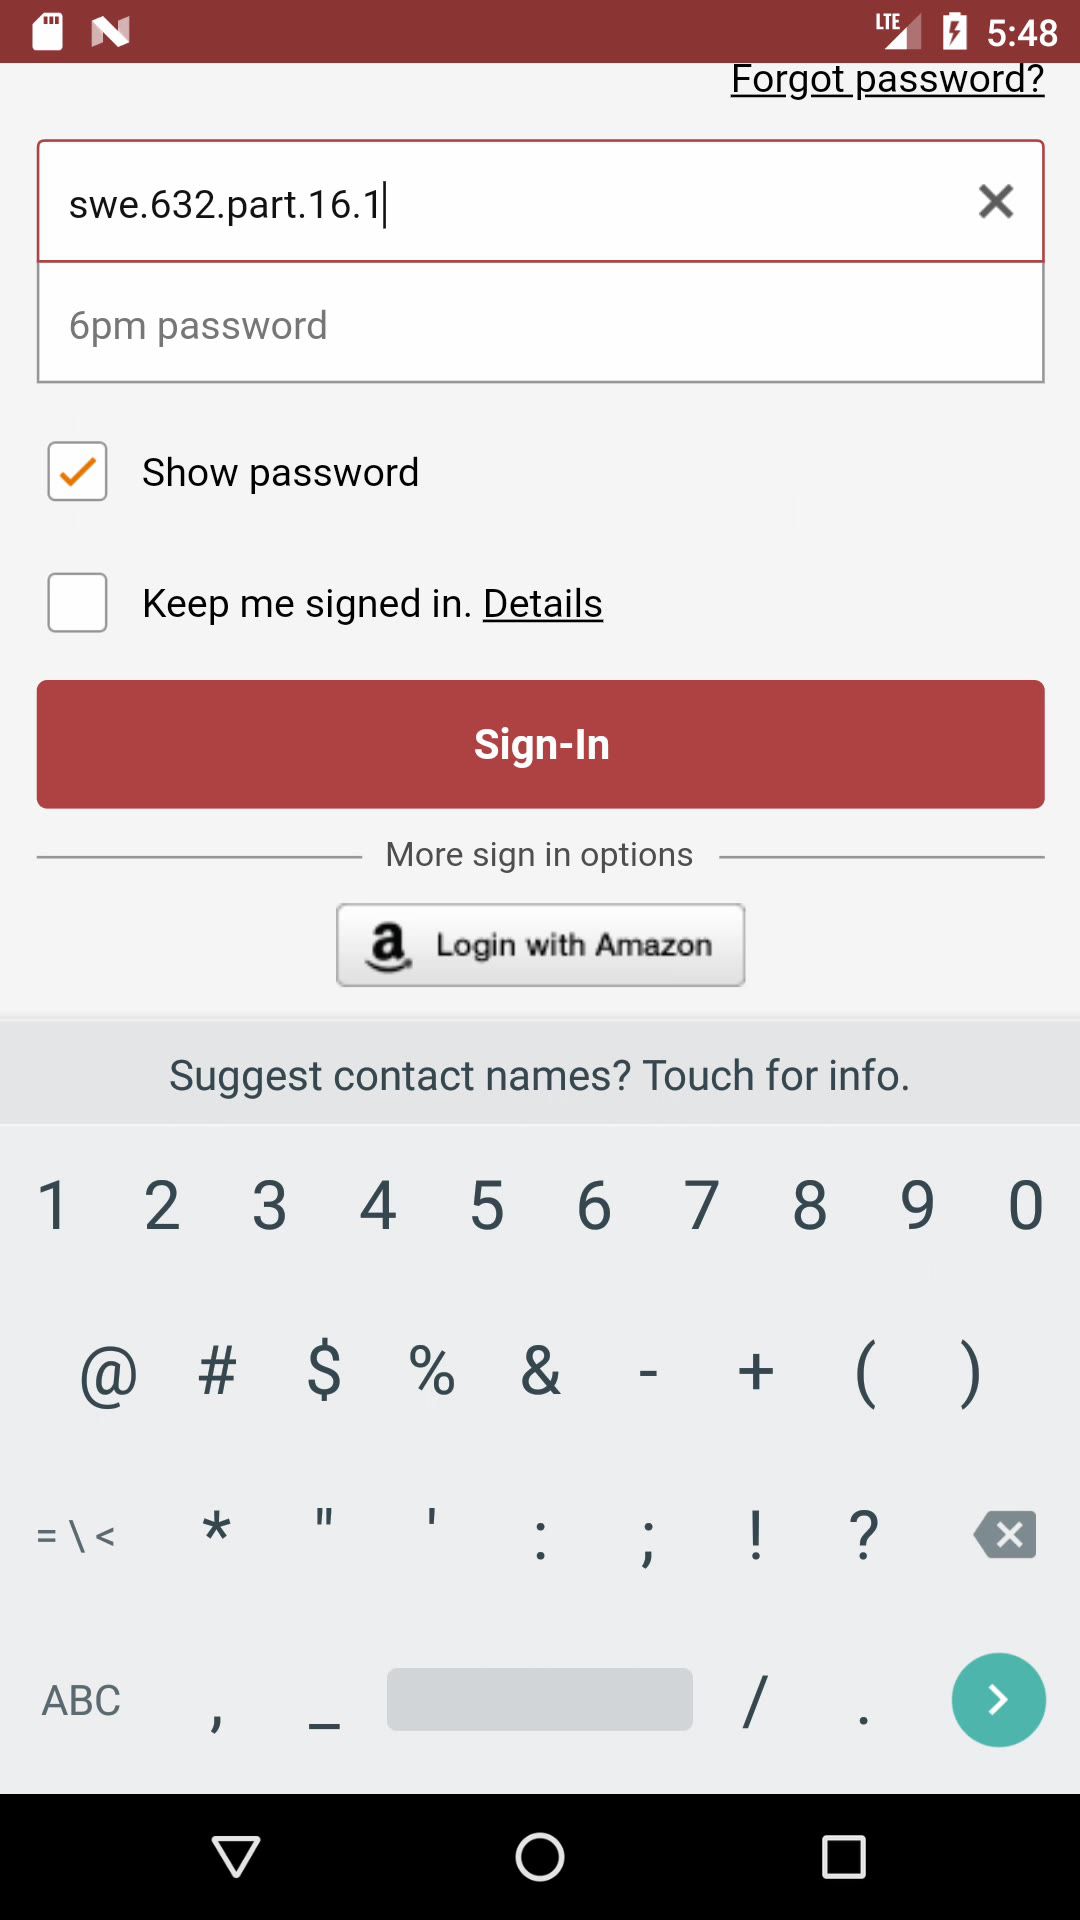 LTE 5:48
Forgot password?
swe.632.part.16.1
6pm password
Show password
Keep me signed in. Details
Sign-In
More sign in options
a Login with Amazon
Suggest contact names? Touch for info.
1 2 3 4 5 6 7 8 9 0
@ # $ % & - + ( )
= \ < * " ' : ; ! ?
ABC , _ / .